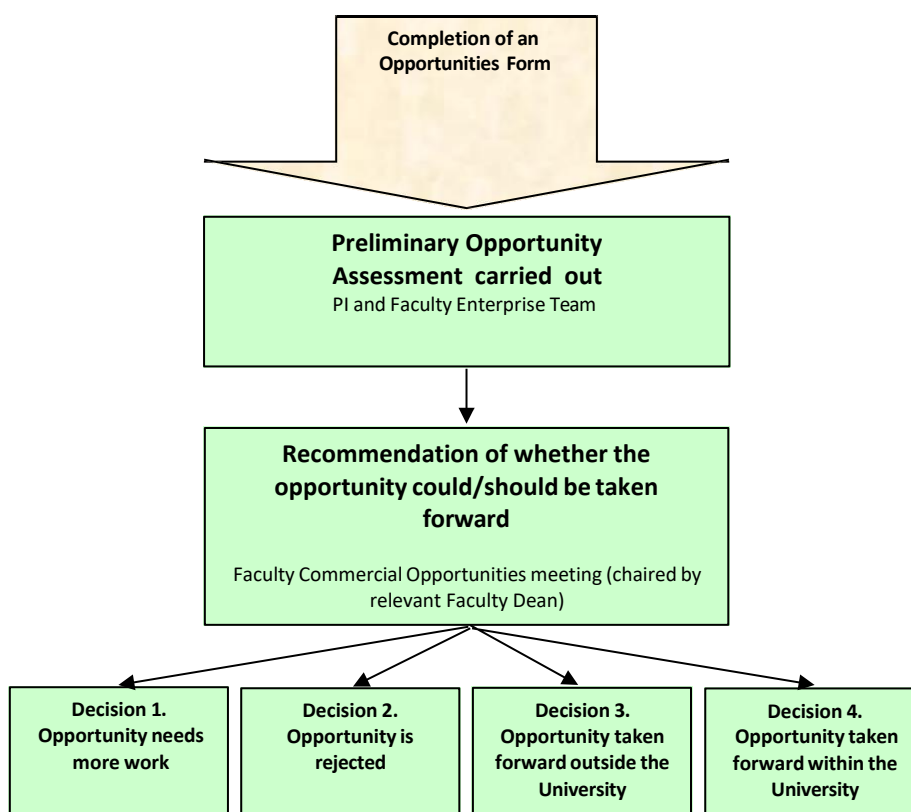 Completion of an
Opportunities Form
Preliminary Opportunity
Assessment carried out
PI and Faculty Enterprise Team
Recommendation of whether the
opportunity could/should be taken
forward
Faculty Commercial Opportunities meeting (chaired by
relevant Faculty Dean)
Decision 1.
Opportunity needs
more work
Decision 2.
Opportunity is
rejected
Decision 3.
Opportunity taken
forward outside the
University
Decision 4.
Opportunity taken
forward within the
University